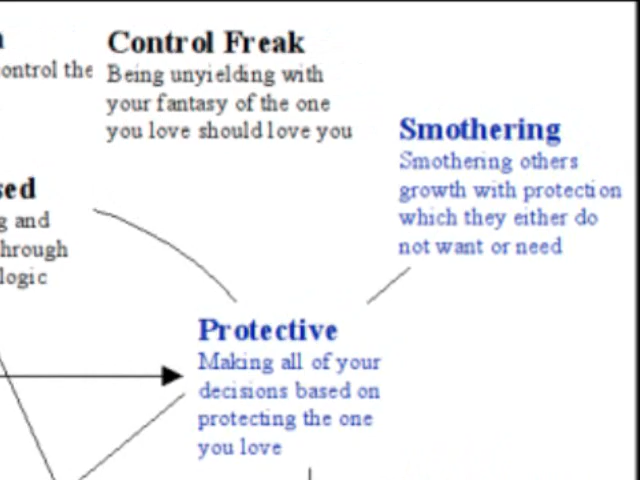 ontrol the
Control Freak
Being unyielding with
your fantasy of the one
you love should love you
Smothering
Smothering others
growth with protection
which they either do
not want or need
sed
g and
hrough
logic
Protective
Making all of your
decisions based on
protecting the one
you love